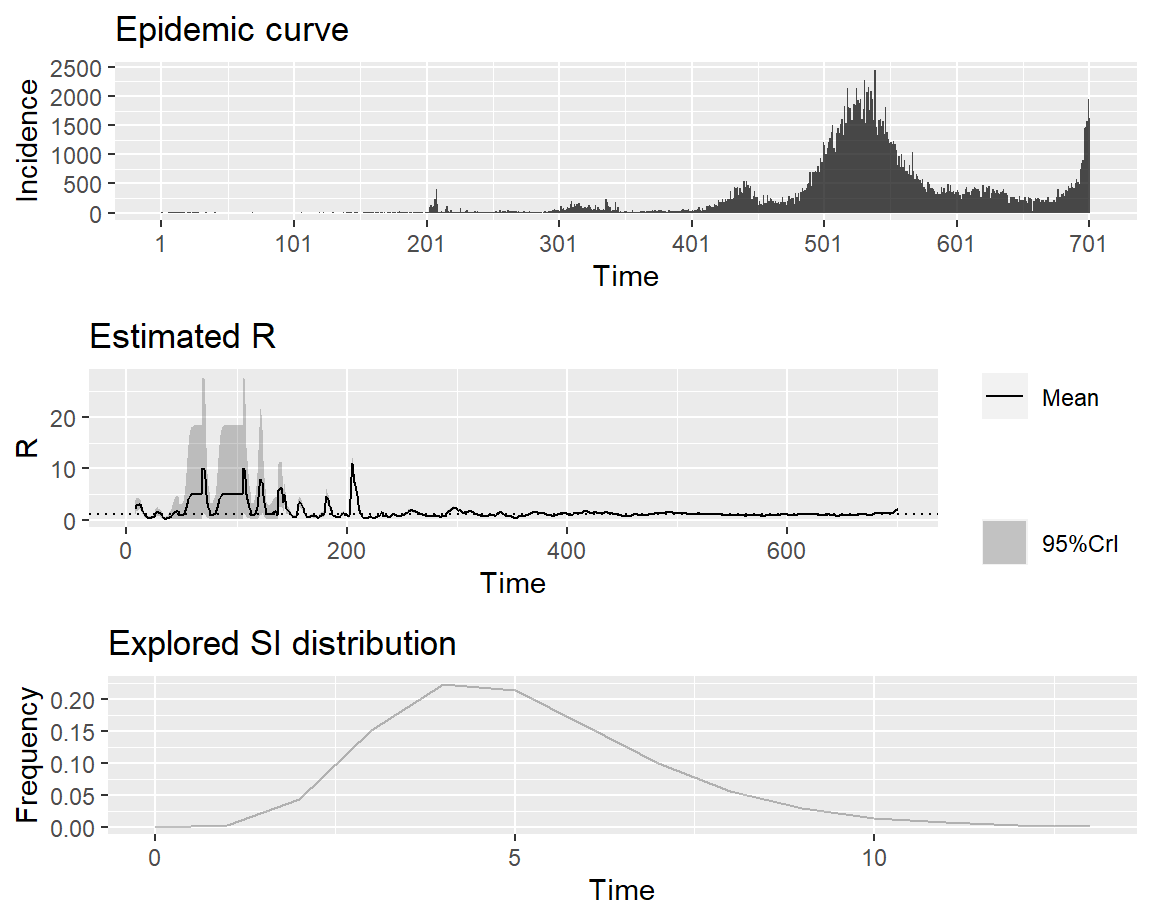 Epidemic curve
Incidence
2500
2000
1500
1000
500
0
1 101 201 301 401 501 601 701
Time
Estimated R
R
20
10
0
0 200 400 600
Time
Mean
95%CrI
Explored SI distribution
Frequency
0.20
0.15
0.10
0.05
0.00
0 5 10
Time